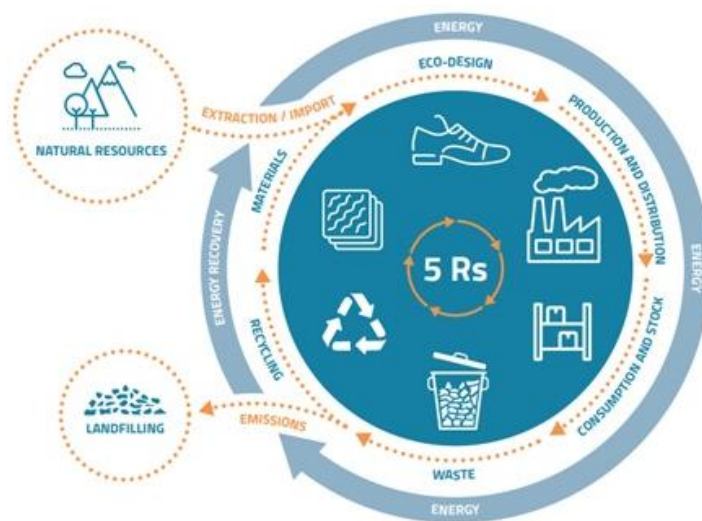 ENERGY
ECO-DESIGN
EXTRACTION / IMPORT
NATURAL RESOURCES
PRODUCTION AND DISTRIBUTION
MATERIALS
5 Rs
ENERGY
ENERGY RECOVERY
RECYCLING
CONSUMPTION AND STOCK
LANDFILLING
EMISSIONS
WASTE
ENERGY